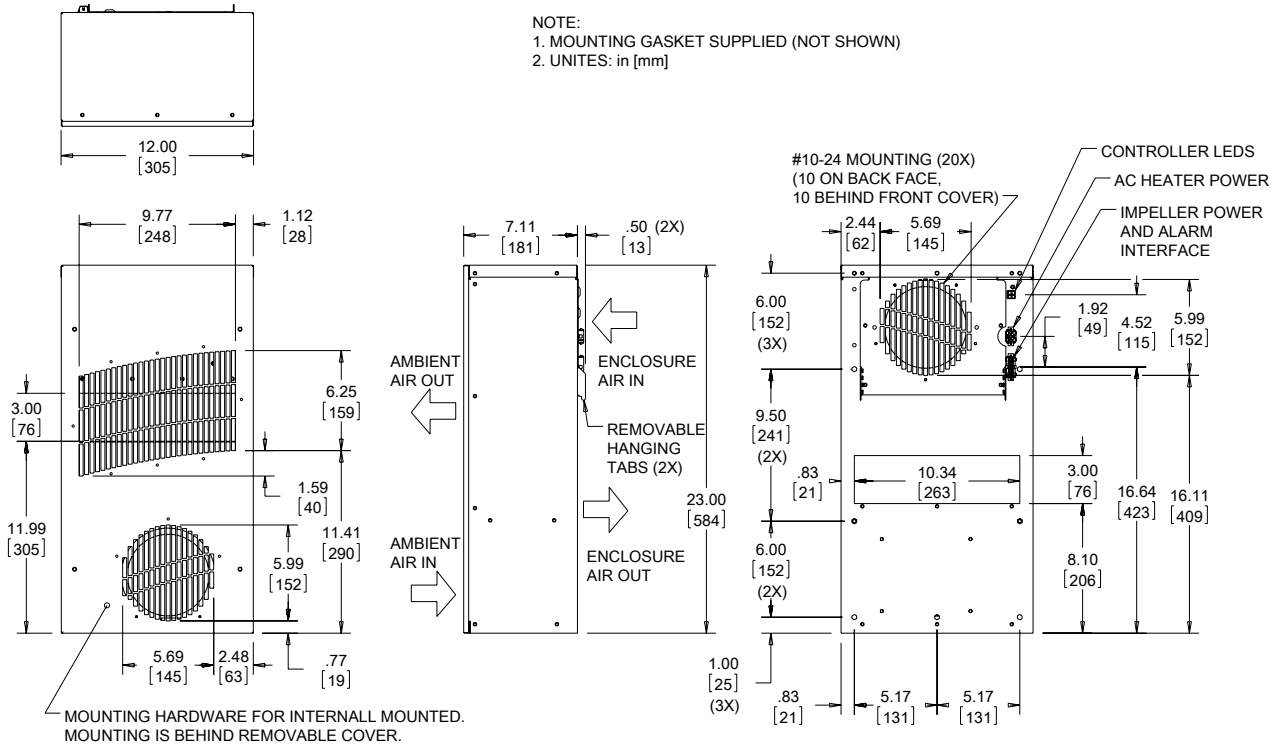 NOTE:
1. MOUNTING GASKET SUPPLIED (NOT SHOWN)
2. UNITES: in [mm]
12.00
[305]
9.77
[248]
1.12
[28]
3.00
[76]
11.99
[305]
6.25
[159]
1.59
[40]
11.41
[290]
5.99
[152]
5.69
[145]
2.48
[63]
.77
[19]
MOUNTING HARDWARE FOR INTERNALL MOUNTED.
MOUNTING IS BEHIND REMOVABLE COVER.
7.11
[181]
.50 (2X)
[13]
AMBIENT
AIR OUT
ENCLOSURE
AIR IN
REMOVABLE
HANGING
TABS (2X)
23.00
[584]
AMBIENT
AIR IN
ENCLOSURE
AIR OUT
#10-24 MOUNTING (20X)
(10 ON BACK FACE,
10 BEHIND FRONT COVER)
CONTROLLER LEDS
AC HEATER POWER
IMPELLER POWER
AND ALARM
INTERFACE
2.44
[62]
5.69
[145]
6.00
[152]
(3X)
1.92
[49]
4.52
[115]
5.99
[152]
9.50
[241]
(2X)
.83
[21]
10.34
[263]
3.00
[76]
16.64
[423]
16.11
[409]
8.10
[206]
6.00
[152]
(2X)
1.00
[25]
(3X)
.83
[21]
5.17
[131]
5.17
[131]